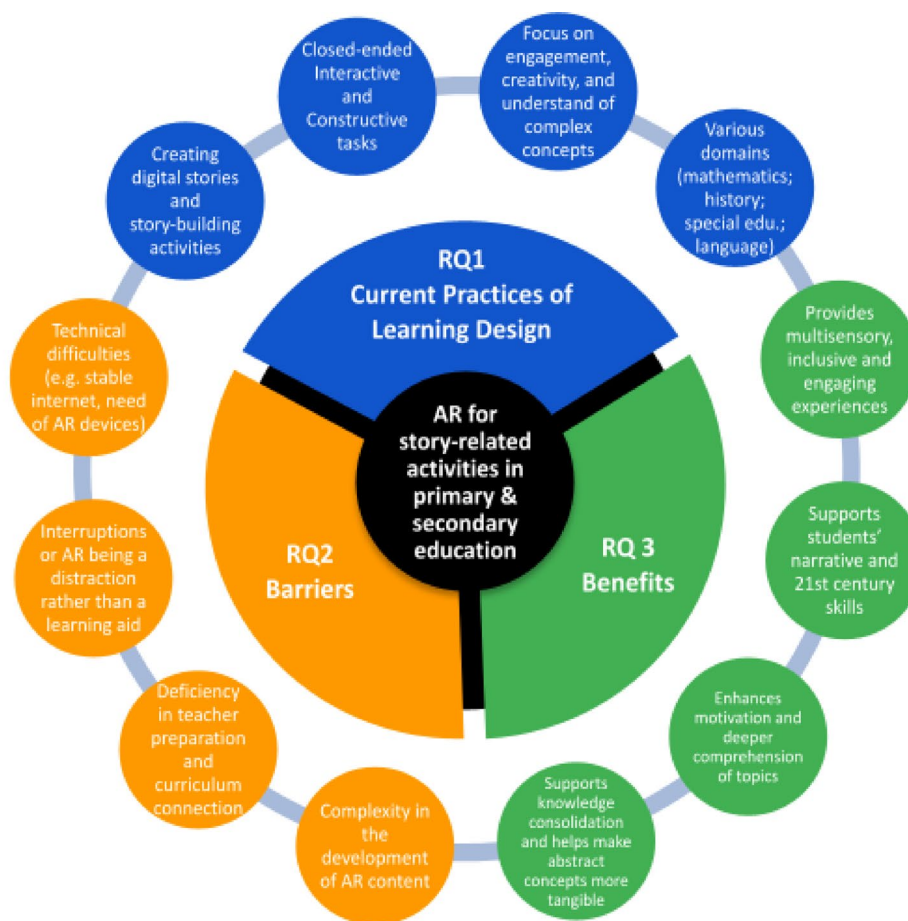 Closed-ended
Interactive
and
Constructive
tasks
Focus on
engagement,
creativity, and
understand of
complex
concepts
Creating
digital stories
and
story-building
activities
Various
domains
(mathematics;
history;
special edu.;
language)
RQ1
Current Practices of
Learning Design
Technical
difficulties
(e.g. stable
internet, need
of AR devices)
Provides
multisensory,
inclusive and
engaging
experiences
AR for
story-related
activities in
primary &
secondary
education
Interruptions
or AR being a
distraction
rather than a
learning aid
RQ2
Barriers
RQ 3
Benefits
Supports
students’
narrative and
21st century
skills
Deficiency
in teacher
preparation
and
curriculum
connection
Enhances
motivation and
deeper
comprehension
of topics
Complexity in
the
development
of AR content
Supports
knowledge
consolidation
and helps make
abstract
concepts more
tangible